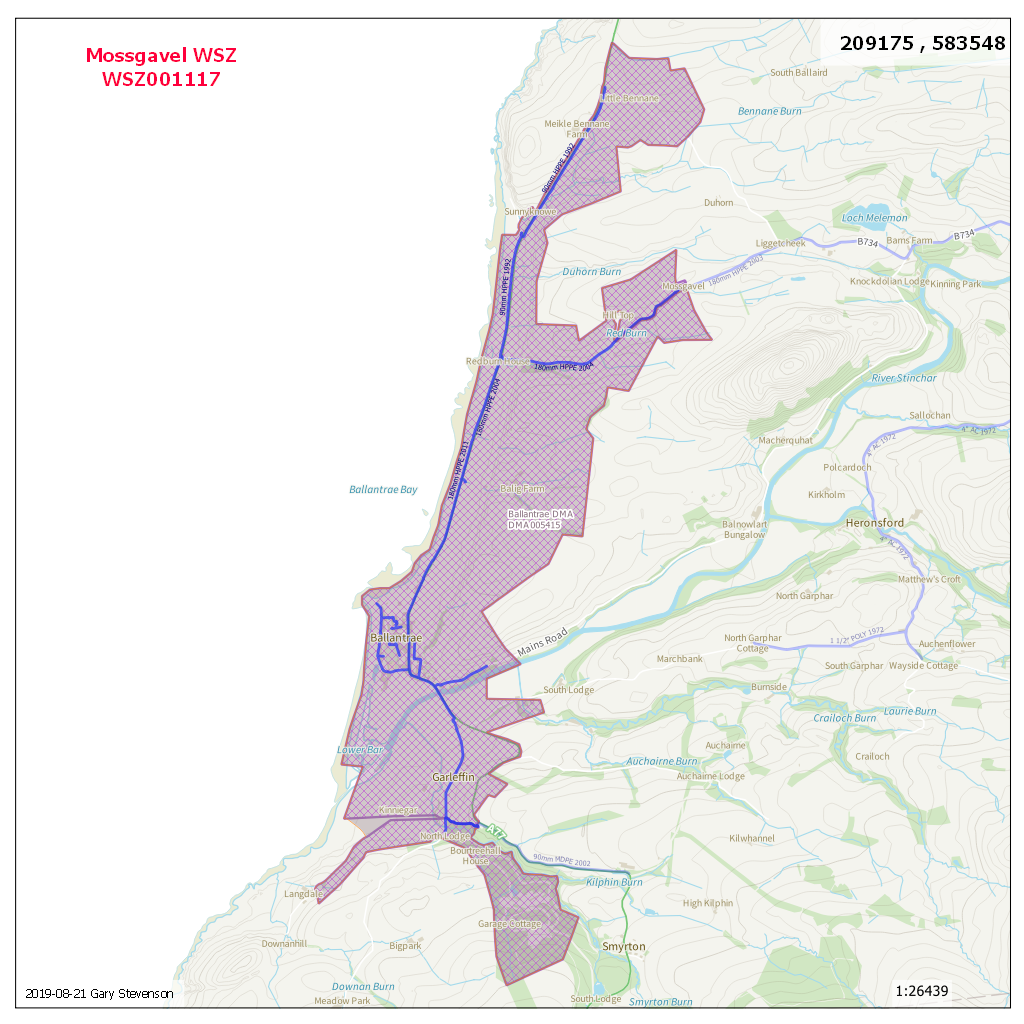 Mossgavel WSZ
WSZ001117
209175 , 583548
South Ballaird
Little Bennane
Bennane Burn
Meikle Bennane
Farm
90mm HPPE 1992
Duhorn
Sunnyknowe
Loch Melemon
B734
Liggetcheek
B734
Barns Farm
Duhorn Burn
180mm HPPE 2003
Mossgavel
Knockdolian Lodge
Kinning Park
90mm HPPE 1992
Hill Top
Red Burn
Redburn House
180mm HPPE 2004
River Stinchar
180mm HPPE 2004
Sallochan
4" AC 1972
4" AC 1972
Macherquhat
180mm HPPE 2011
Polcardoch
Ballantrae Bay
Balig Farm
Kirkholm
Ballantrae DMA
DMA005415
Balnowlart
Bungalow
Heronsford
4" AC 1972
Matthew's Croft
North Garphar
Ballantrae
Mains Road
North Garphar
Cottage
1 1/2" POLY 1972
Auchenflower
Marchbank
South Garphar
Wayside Cottage
South Lodge
Burnside
Laurie Burn
Crailoch Burn
Lower Bar
Auchairne
Crailoch
Auchairne Burn
Garleffin
Auchairne Lodge
Kinniegar
North Lodge
A77
Kilwhannel
Bourtreehall
House
90mm MDPE 2002
Kilphin Burn
Langdale
High Kilphin
Garage Cottage
Downanhill
Bigpark
Smyrton
Downan Burn
2019-08-21 Gary Stevenson
Meadow Park
South Lodge
Smyrton Burn
1:26439